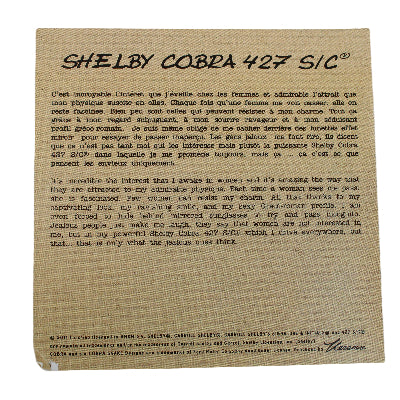 SHELBY COBRA 427 S/C®
C'est incroyable l'intérêt que j'éveille chez les femmes et admirable l'attrait que
mon physique suscite en elles. Chaque fois qu'une femme me voit passer, elle en
reste fascinée. Bien peu sont celles qui peuvent résister à mon charme. Tout ça
grâce à mon regard subjuguant, à mon sourire ravageur et à mon séduisant
profil gréco-romain. Je suis même obligé de me cacher derrière des lunettes effet
miroir pour essayer de passer inaperçu. Les gens jaloux me font rire, ils disent
que ce n'est pas tant moi qui les intéresse mais plutôt la puissante Shelby Cobra
427 S/C® dans laquelle je me promène toujours, mais ça ... ça c'est ce que
pensent les envieux uniquement.
It's incredible the interest that I awake in women and it's amazing the way that
they are attracted to my admirable physique. Each time a woman sees me pass,
she is fascinated. Few women can resist my charm. All that thanks to my
captivating look, my ravishing smile, and my sexy Greco-Roman profile. I am
even forced to hide behind mirrored sunglasses to try and pass incognito.
Jealous people just make me laugh, they say that women are not interested in
me, but in my powerful Shelby Cobra 427 S/C® which I drive everywhere, but
that... that is only what the jealous ones think.